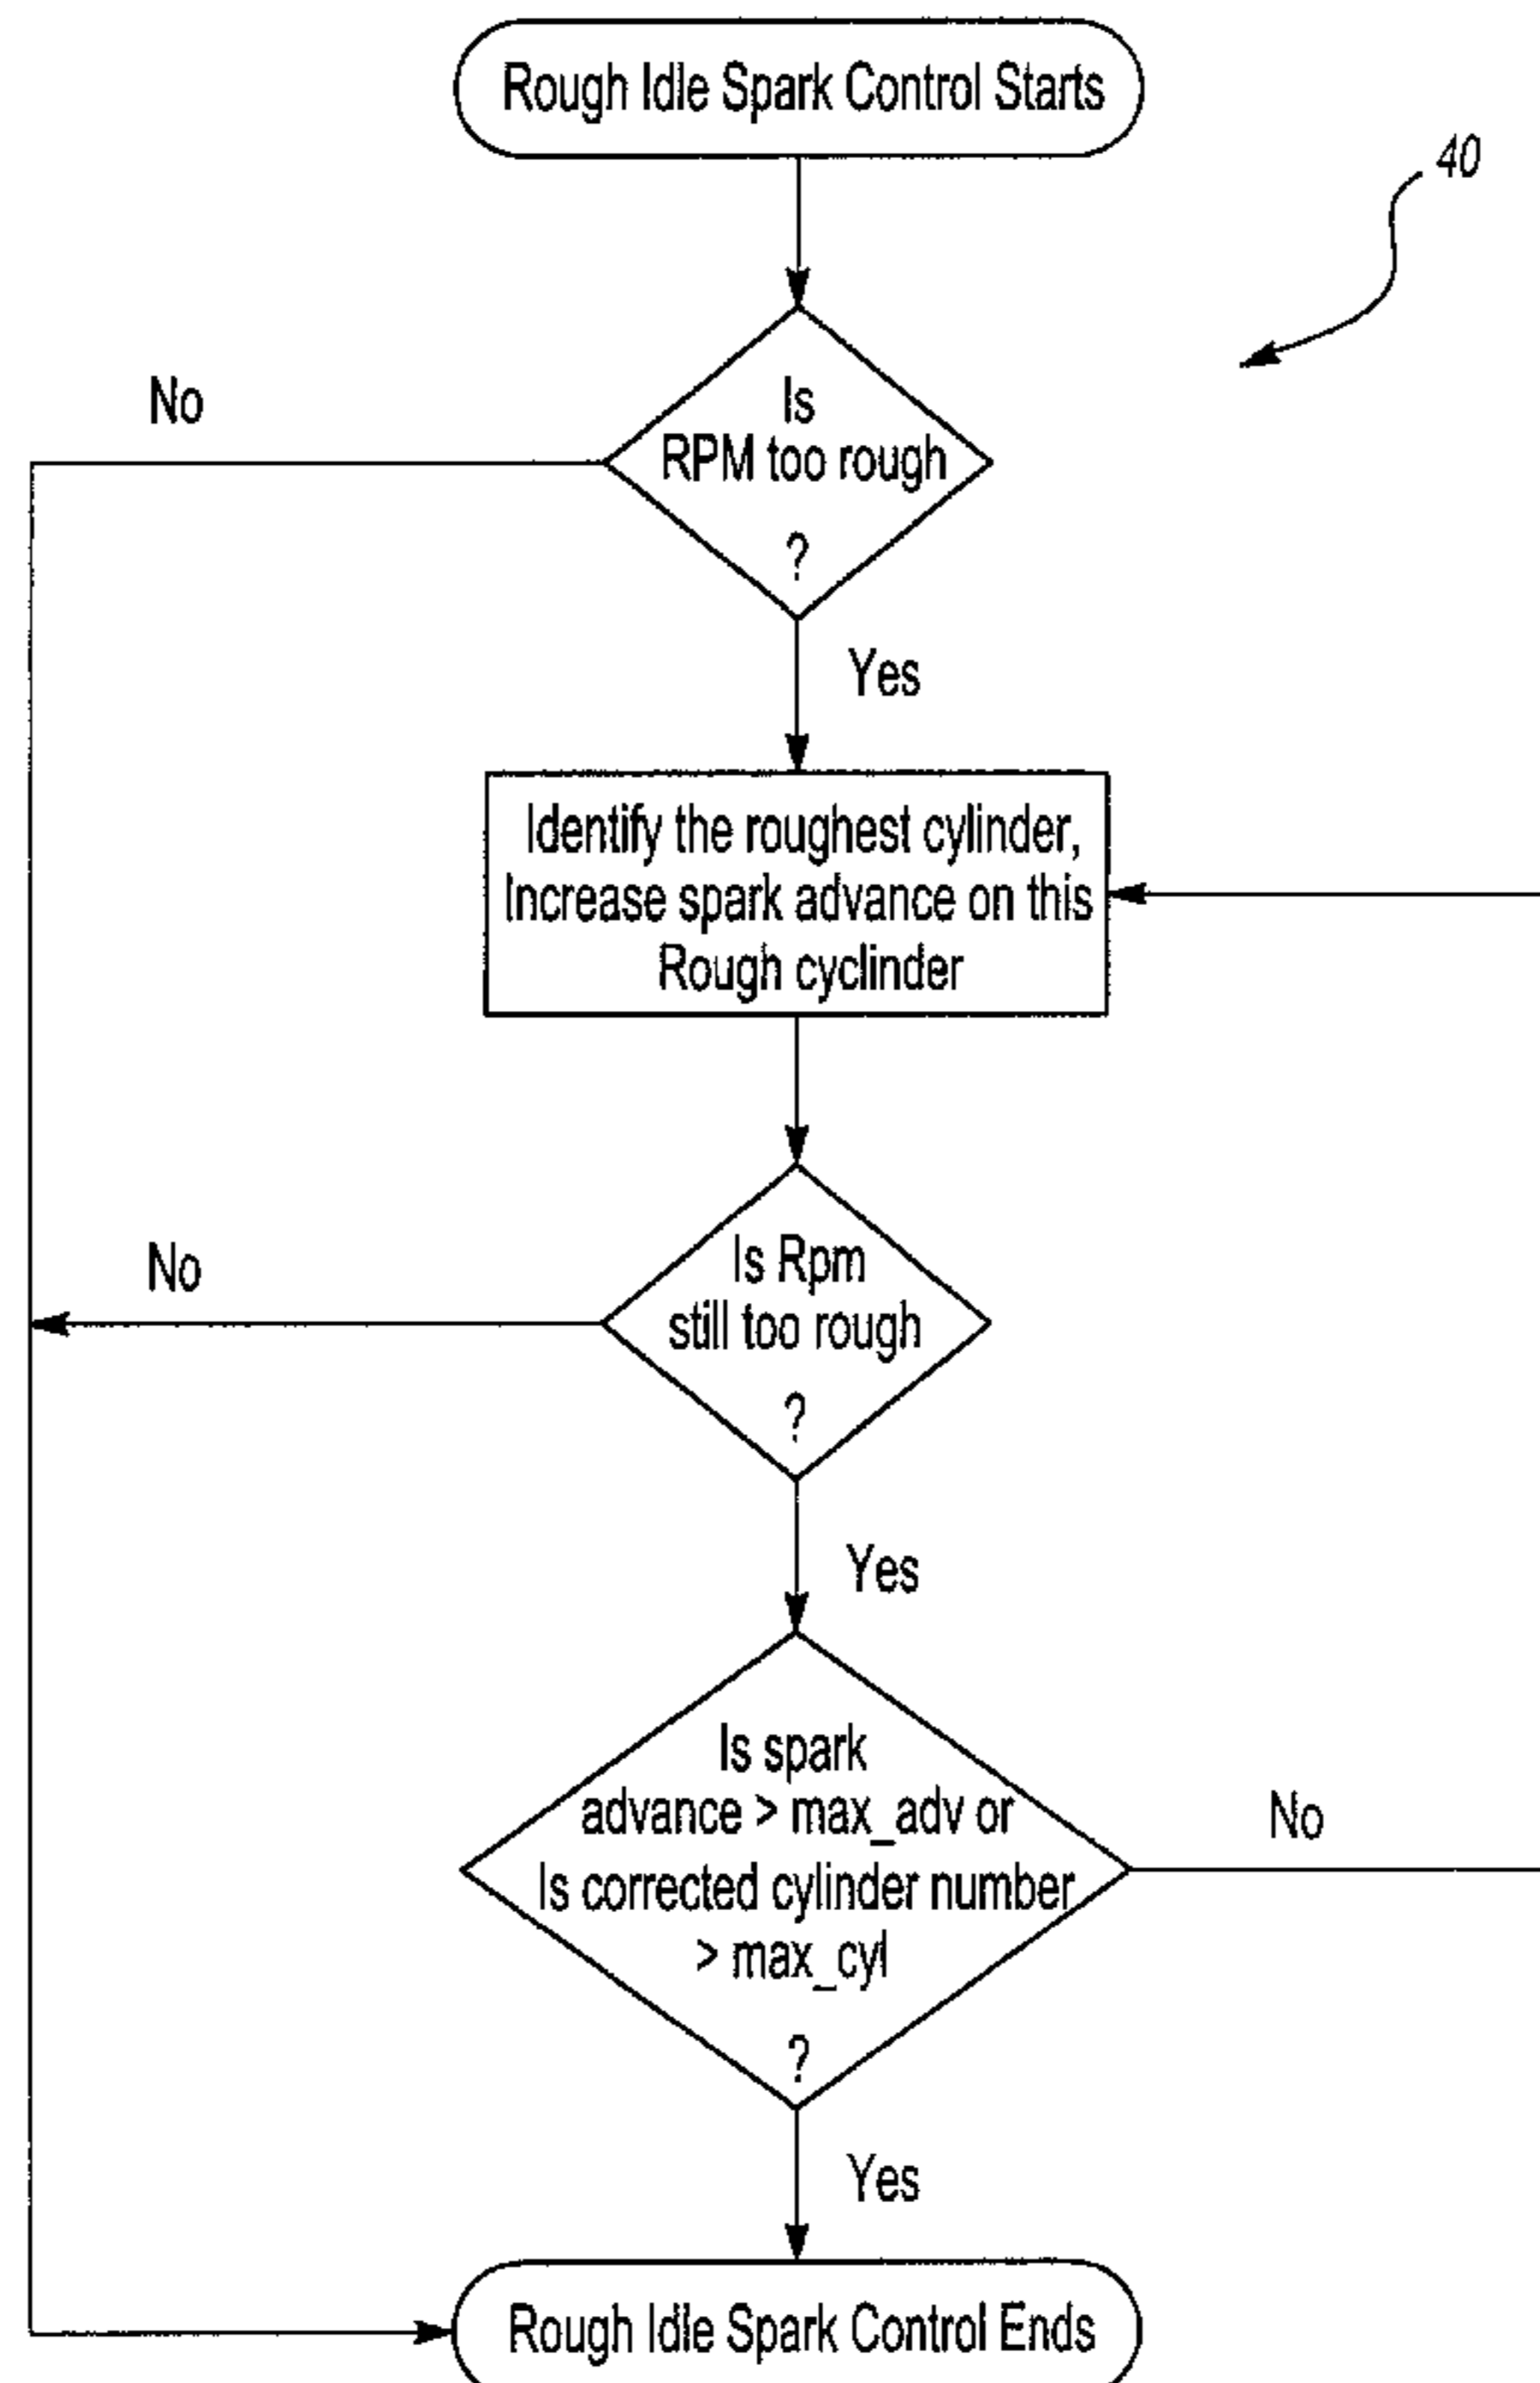 Rough Idle Spark Control Starts
40
Is
RPM too rough
?
No
Yes
Identify the roughest cylinder,
Increase spark advance on this
Rough cyclinder
Is Rpm
still too rough
?
No
Yes
Is spark
advance > max_adv or
Is corrected cylinder number
> max_cyl
?
No
Yes
Rough Idle Spark Control Ends